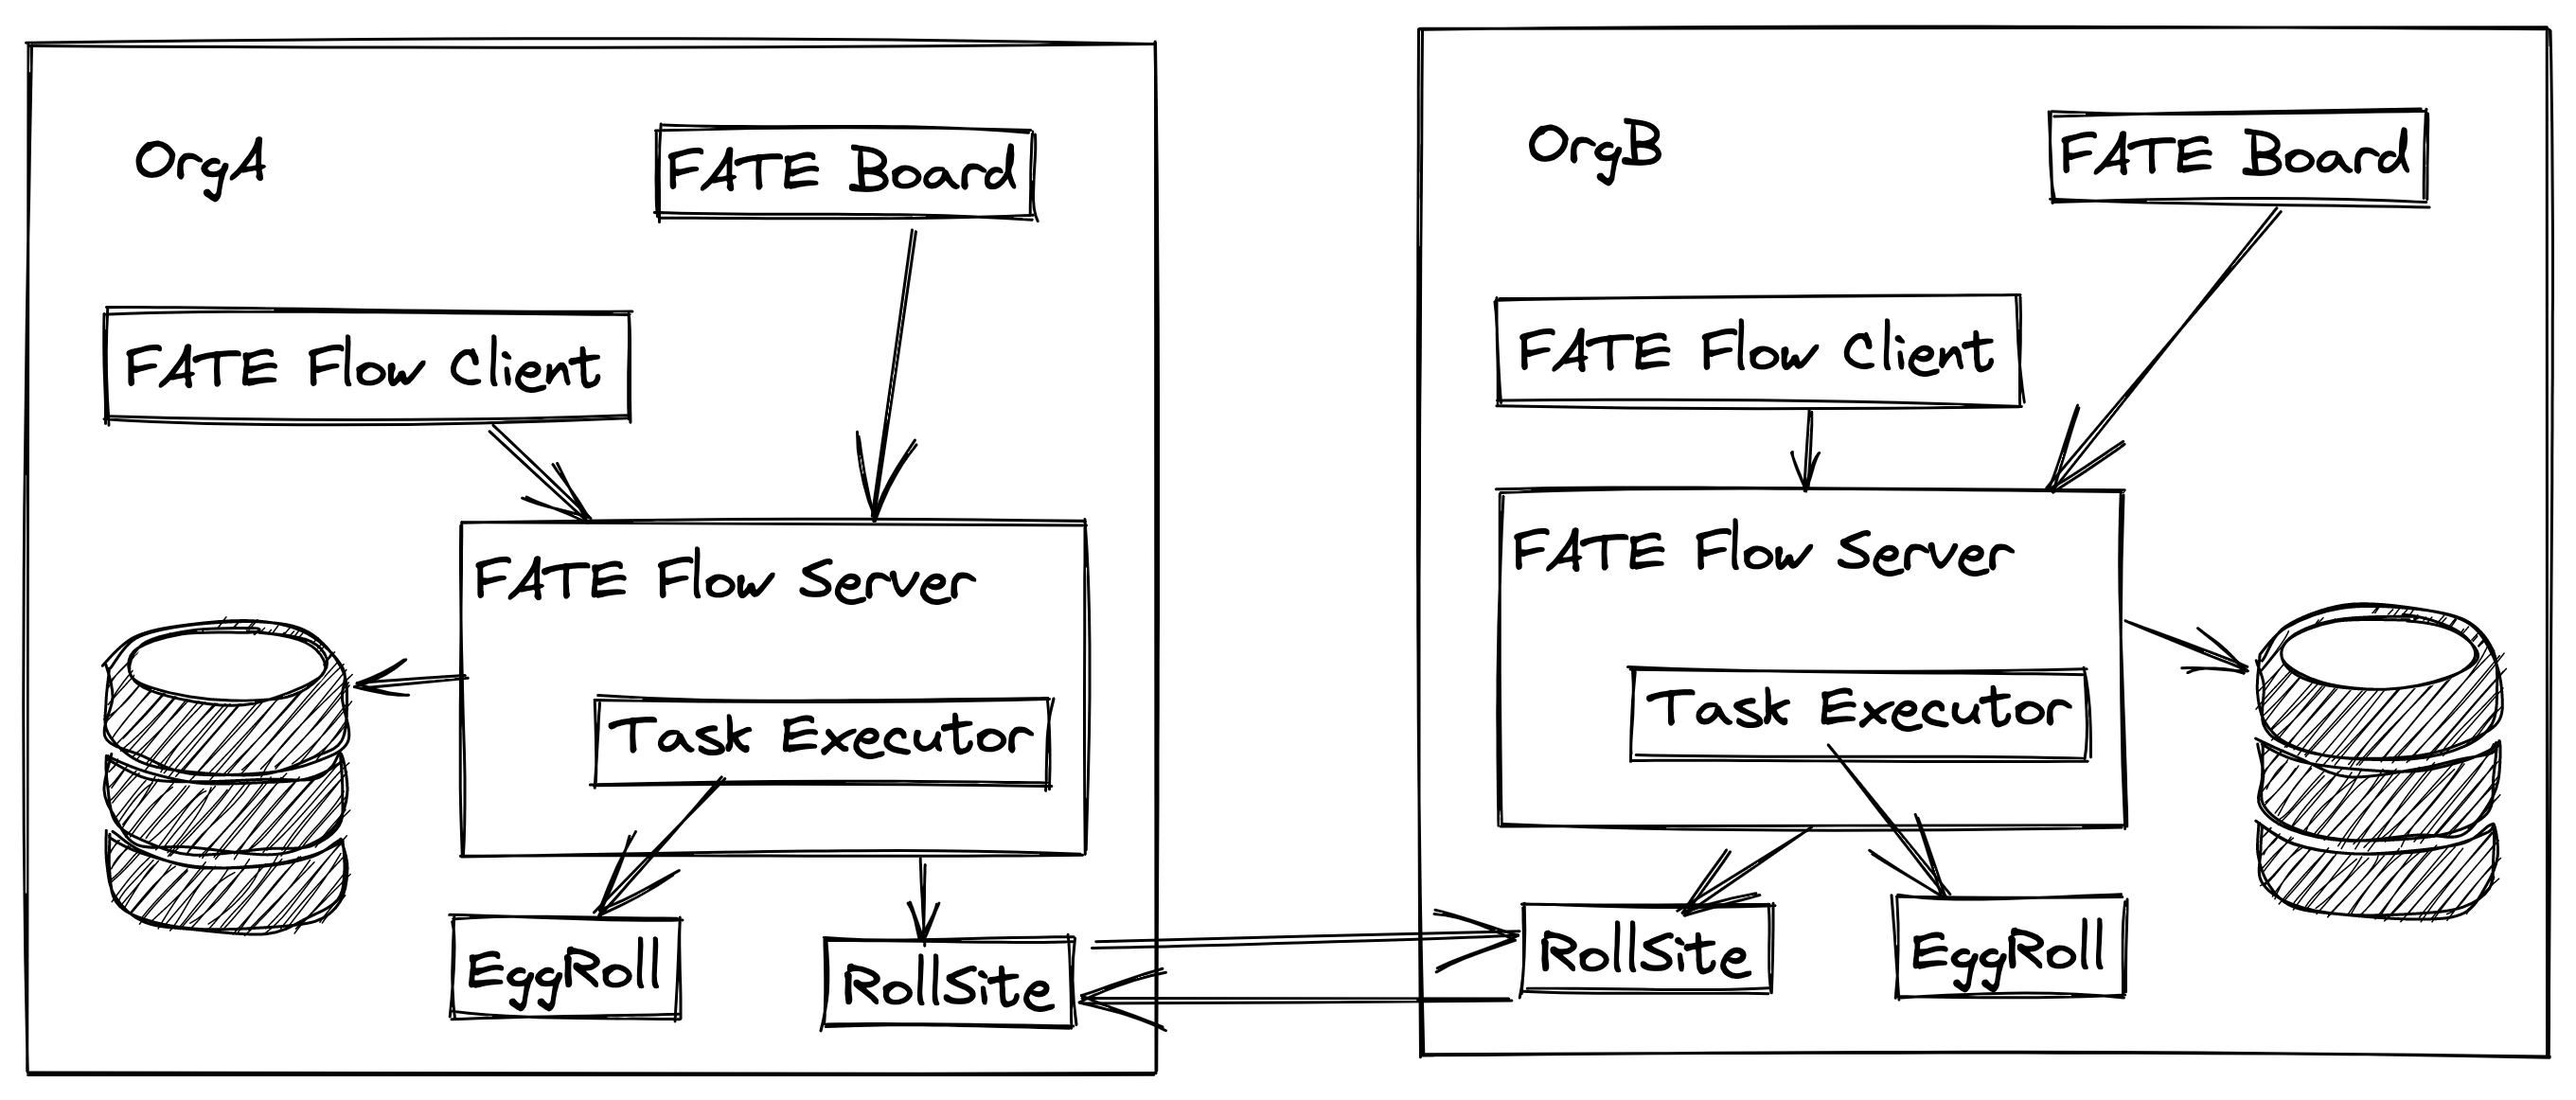 OrgA
FATE Board
FATE Flow Client
FATE Flow Server
Task Executor
EggRoll
RollSite
OrgB
FATE Board
FATE Flow Client
FATE Flow Server
Task Executor
RollSite
EggRoll